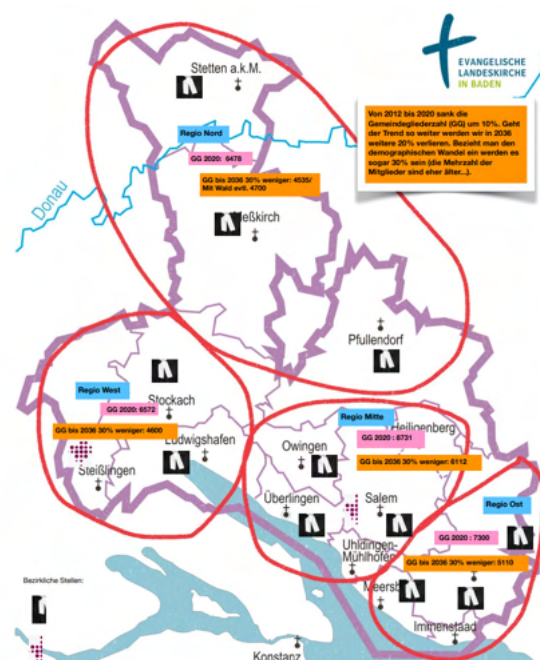 EVANGELISCHE
LANDESKIRCHE
IN BADEN
Von 2012 bis 2020 sank die
Gemeindegliederzahl (GG) um 10%. Geht
der Trend so weiter werden wir in 2036
weitere 20% verlieren. Bezieht man den
demographischen Wandel ein werden es
sogar 30% sein (die Mehrzahl der
Mitglieder sind eher älter...).
Stetten a.k.M.
Regio Nord
GG 2020: 6478
GG bis 2036 30% weniger: 4535/
Mit Wald evtl. 4700
Donau
eßkirch
Pfullendorf
Stockach
Regio West
GG 2020: 6572
GG bis 2036 30% weniger: 4600
Ludwigshafen
Steißlingen
Regio Mitte
Heiligenberg
GG 2020 : 8731
Owingen
GG bis 2036 30% weniger: 6112
Überlingen
Salem
Regio Ost
GG 2020 : 7300
Uhldingen-
Mühlhofen
GG bis 2036 30% weniger: 5110
Meersb
Immenstaad
Bezirkliche Stellen:
Konstanz